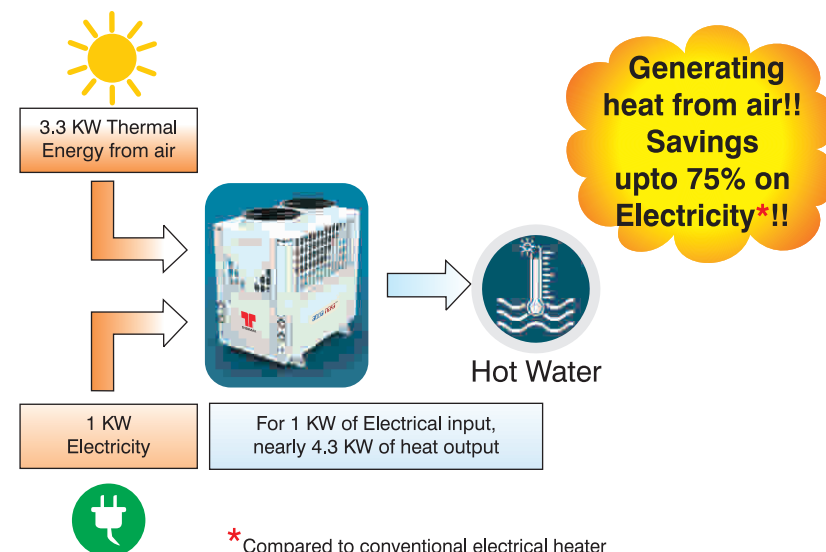 3.3 KW Thermal
Energy from air
Generating
heat from air!!
Savings
upto 75% on
Electricity*!!
Hot Water
1 KW
Electricity
For 1 KW of Electrical input,
nearly 4.3 KW of heat output
*Compared to conventional electrical heater